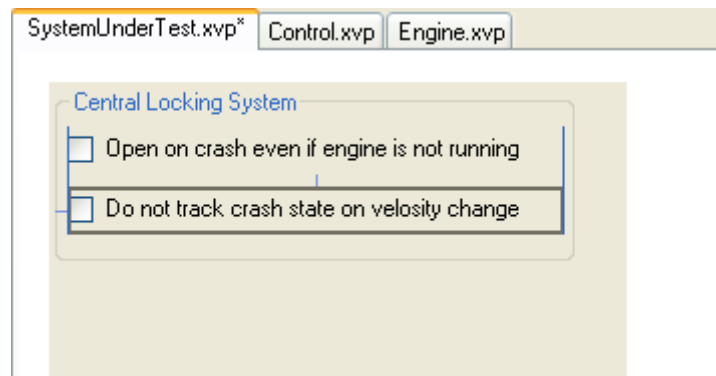 SystemUnderTest.xvp* Control.xvp Engine.xvp
Central Locking System
Open on crash even if engine is not running
Do not track crash state on velosity change